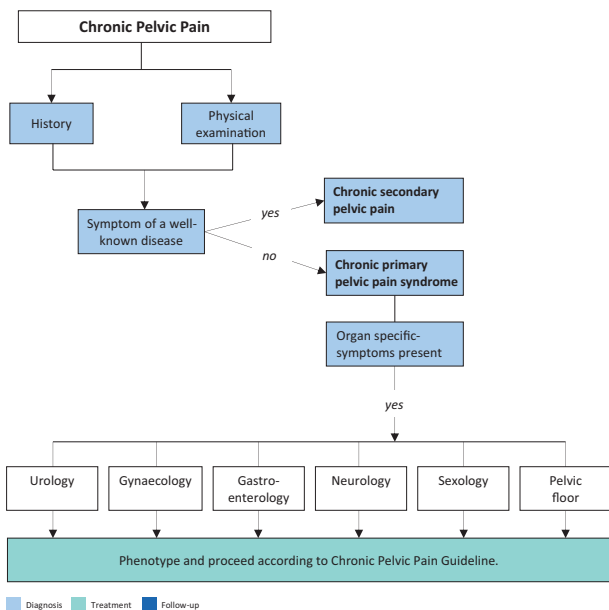 Chronic Pelvic Pain
History
Physical
examination
Symptom of a well-
known disease
yes
Chronic secondary
pelvic pain
no
Chronic primary
pelvic pain syndrome
Organ specific-
symptoms present
yes
Urology
Gynaecology
Gastro-
enterology
Neurology
Sexology
Pelvic
floor
Phenotype and proceed according to Chronic Pelvic Pain Guideline.
Diagnosis
Treatment
Follow-up